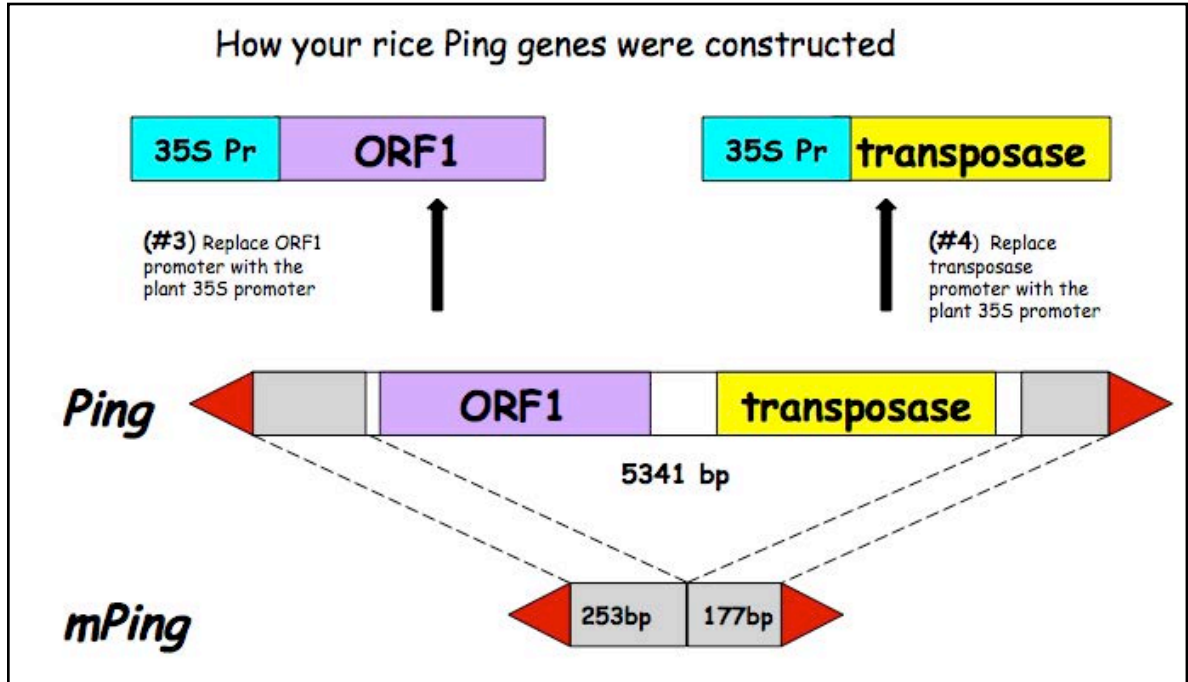 How your rice Ping genes were constructed
35S Pr ORF1
35S Pr transposase
(#3) Replace ORF1
promoter with the
plant 35S promoter
(#4) Replace
transposase
promoter with the
plant 35S promoter
Ping
ORF1
transposase
5341 bp
mPing
253bp
177bp